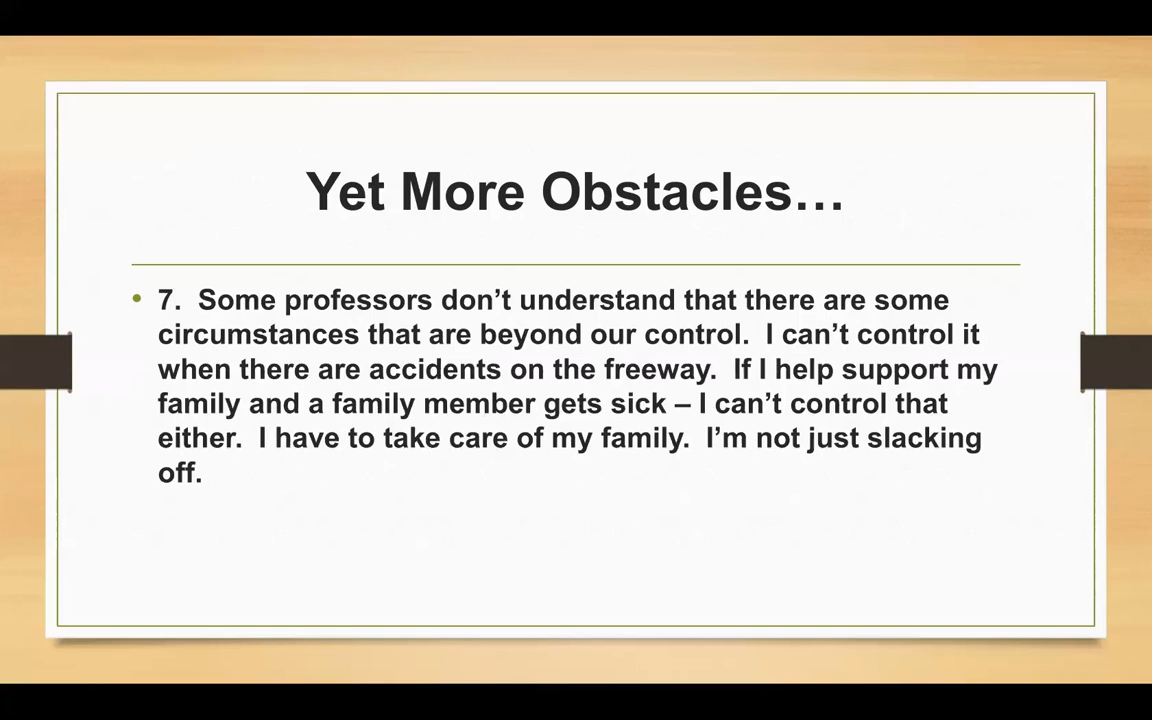 Yet More Obstacles…
• 7.  Some professors don’t understand that there are some
circumstances that are beyond our control.  I can’t control it
when there are accidents on the freeway.  If I help support my
family and a family member gets sick – I can’t control that
either.  I have to take care of my family.  I’m not just slacking
off.